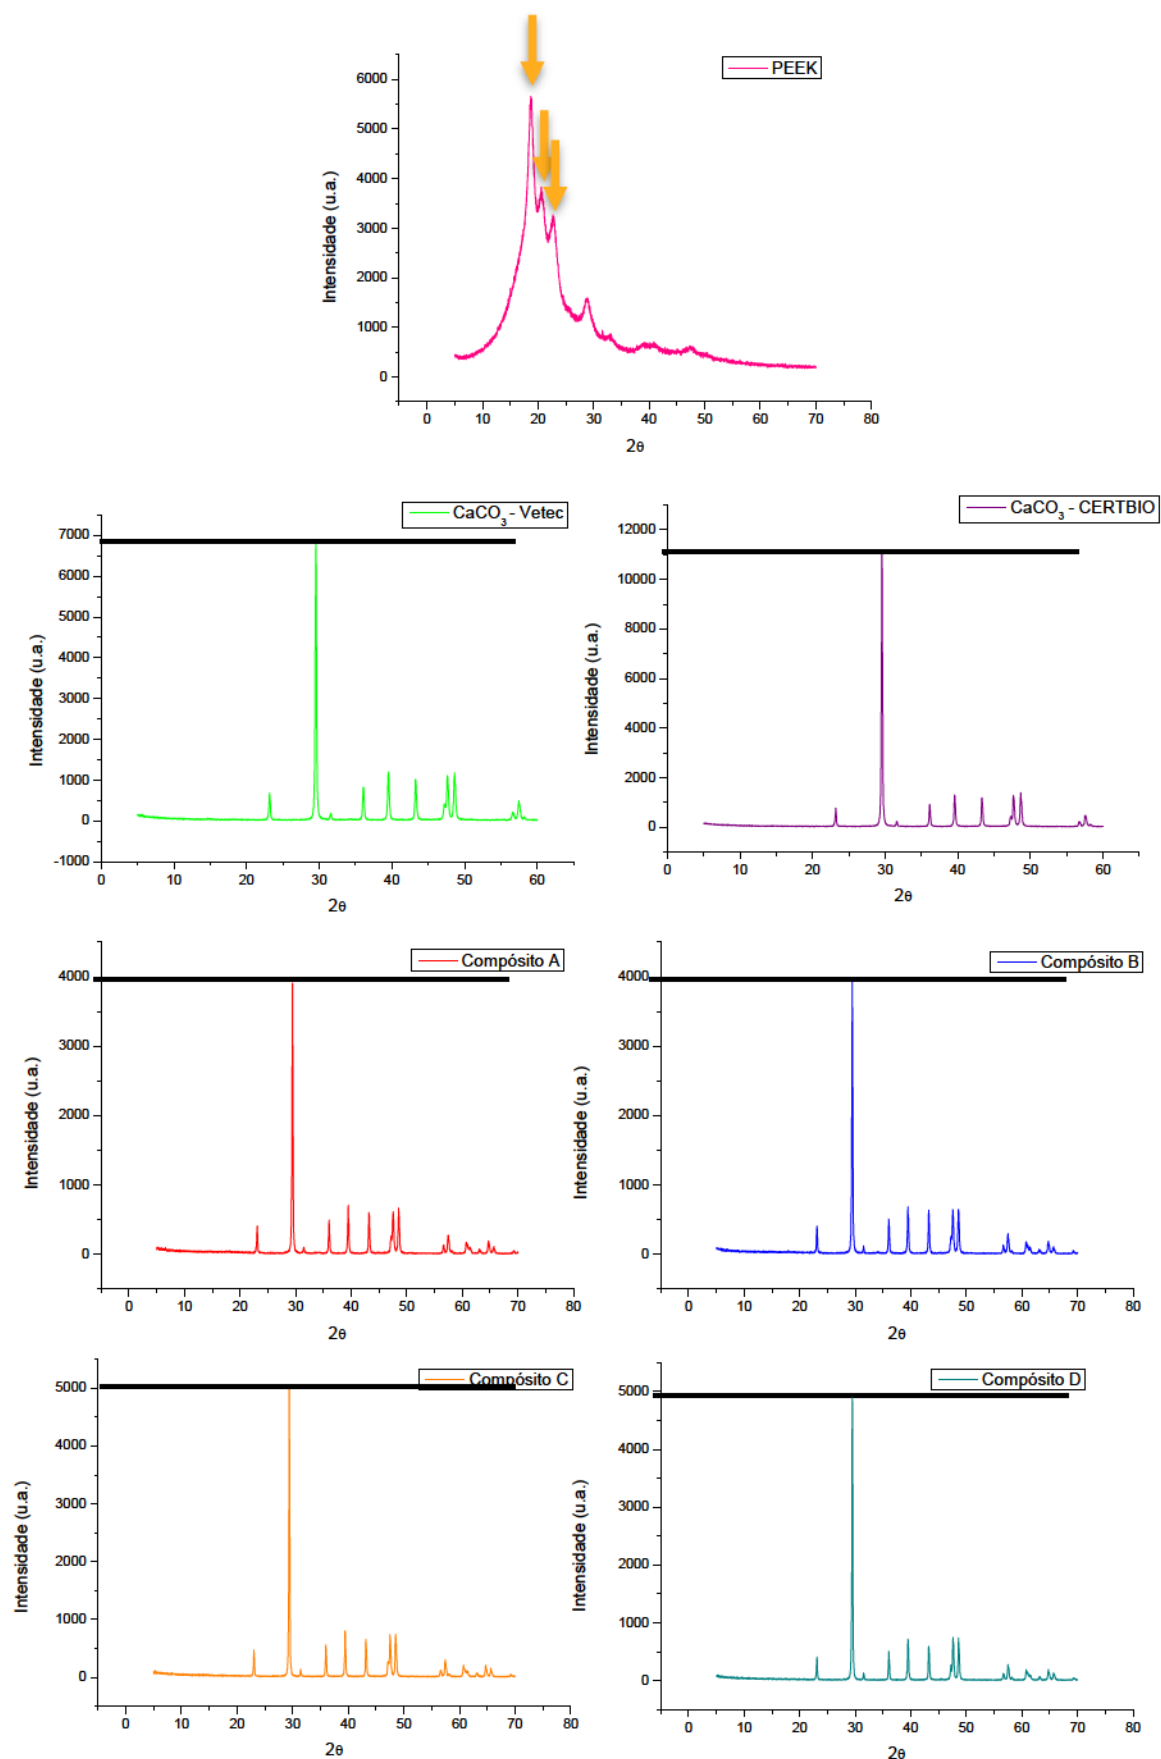 PEEK
6000
5000
4000
3000
2000
1000
0
Intensidade (u.a.)
0 10 20 30 40 50 60 70 80
2θ
CaCO₃ - Vetec
7000
6000
5000
4000
3000
2000
1000
0
-1000
Intensidade (u.a.)
0 10 20 30 40 50 60
2θ
CaCO₃ - CERTBIO
12000
10000
8000
6000
4000
2000
0
Intensidade (u.a.)
0 10 20 30 40 50 60
2θ
Compósito A
4000
3000
2000
1000
0
Intensidade (u.a.)
0 10 20 30 40 50 60 70 80
2θ
Compósito B
4000
3000
2000
1000
0
Intensidade (u.a.)
0 10 20 30 40 50 60 70 80
2θ
Compósito C
5000
4000
3000
2000
1000
0
Intensidade (u.a.)
0 10 20 30 40 50 60 70 80
2θ
Compósito D
5000
4000
3000
2000
1000
0
Intensidade (u.a.)
0 10 20 30 40 50 60 70 80
2θ